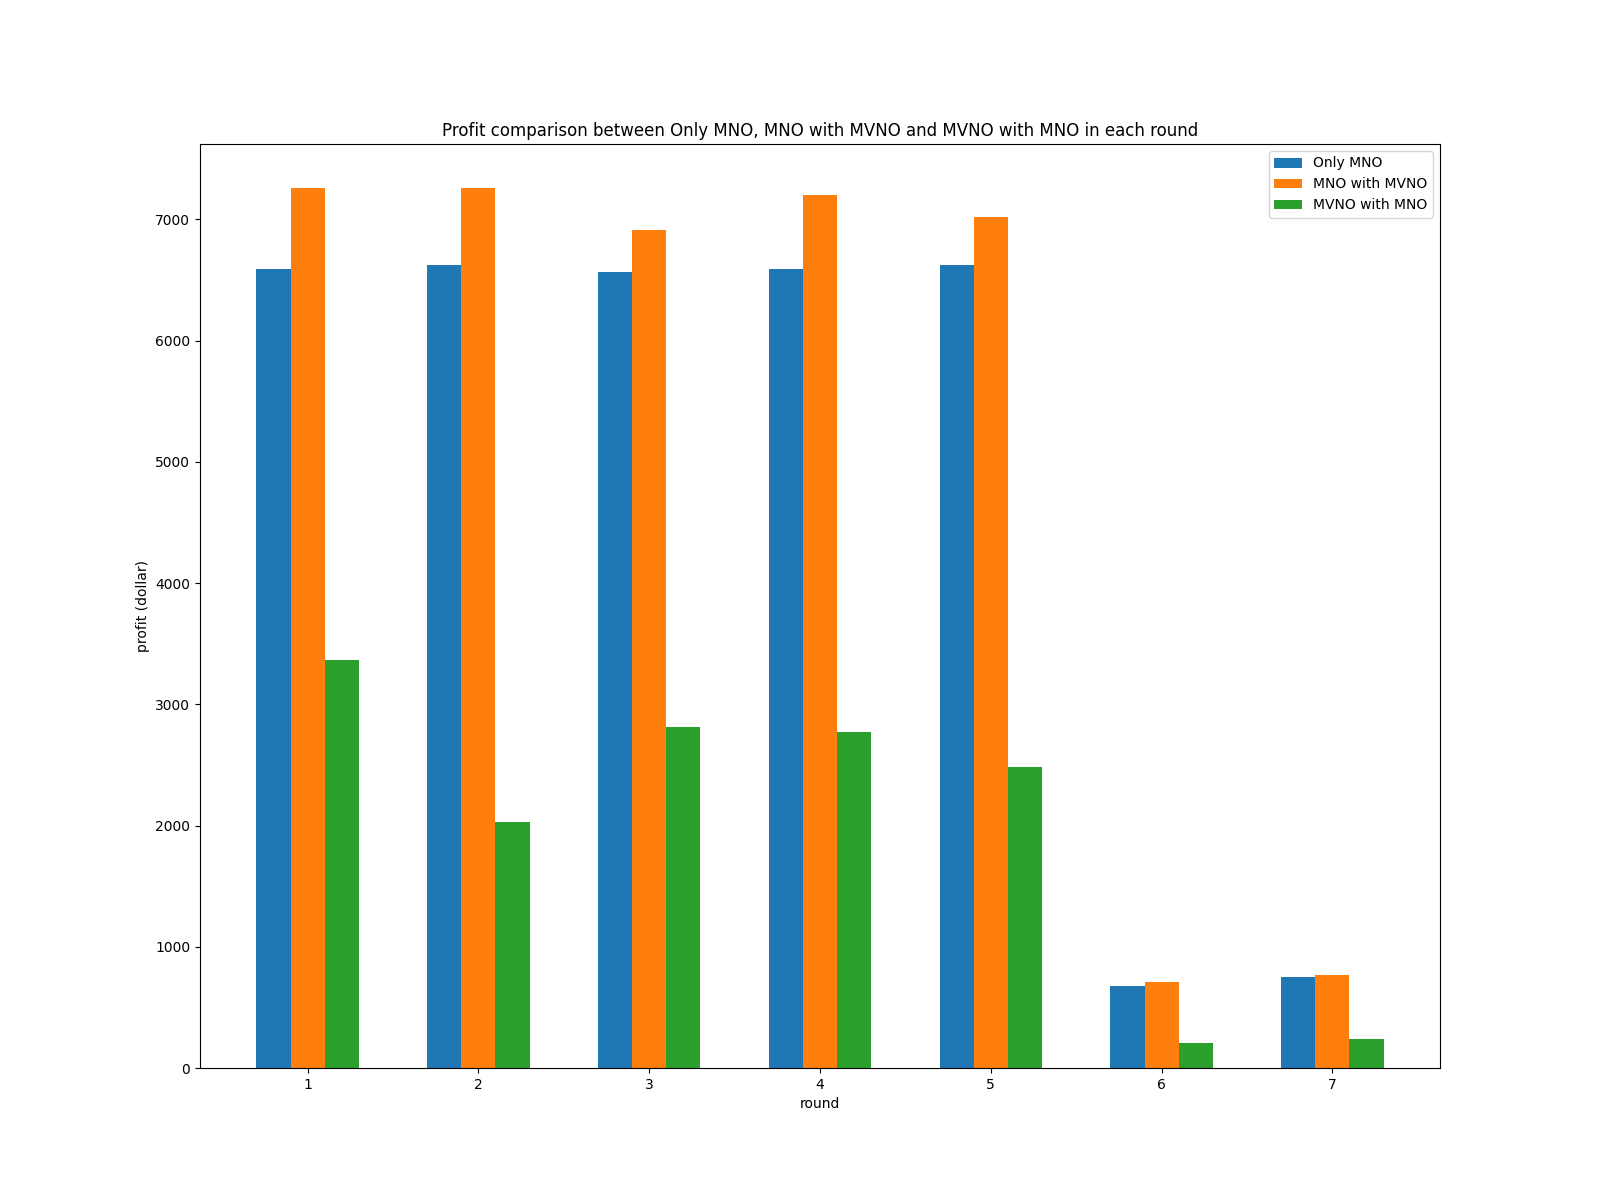 Profit comparison between Only MNO, MNO with MVNO and MVNO with MNO in each round
Only MNO
MNO with MVNO
MVNO with MNO
7000
6000
5000
4000
3000
2000
1000
0
profit (dollar)
1 2 3 4 5 6 7
round